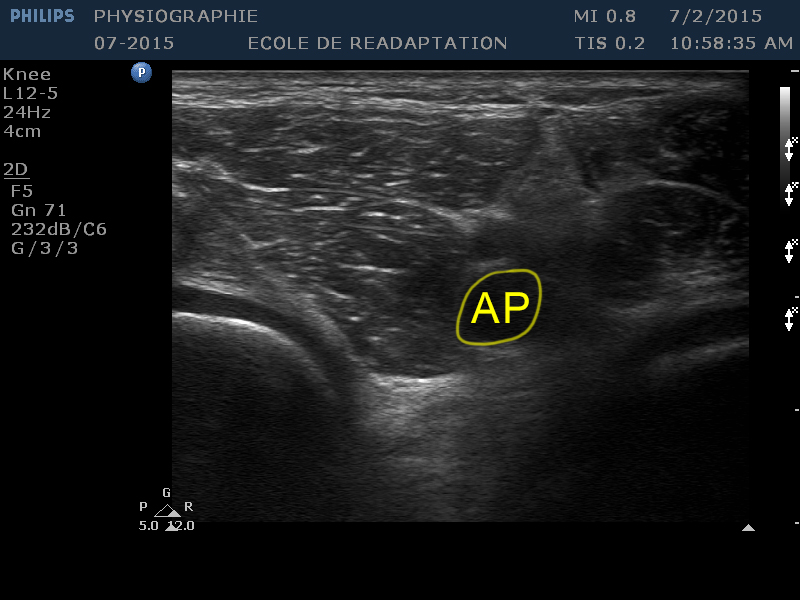 PHILIPS PHYSIOGRAPHIE MI 0.8 7/2/2015
07-2015 ECOLE DE READAPTATION TIS 0.2 10:58:35 AM
Knee
L12-5
24Hz
4cm
2D
F5
Gn 71
232dB/C6
G/3/3
P
AP
G
P R
5.0 12.0